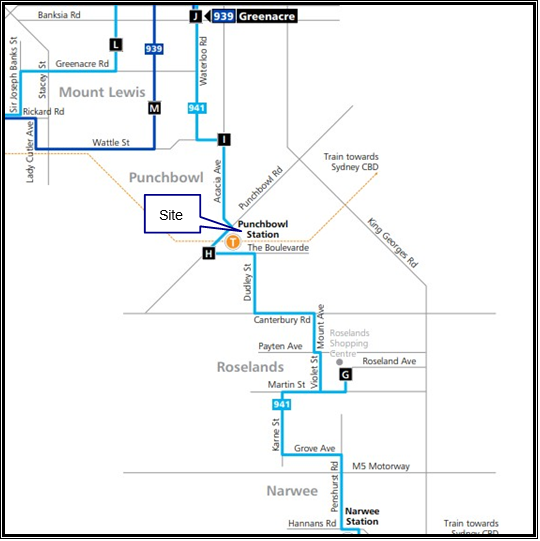 Banksia Rd
J
939 Greenacre
Sir Joseph Banks St
Stacey St
L
939
Waterloo Rd
Greenacre Rd
Mount Lewis
Rickard Rd
M
941
Lady Cutler Ave
Wattle St
I
Train towards
Sydney CBD
Punchbowl
Acacia Ave
Punchbowl Rd
Site
Punchbowl
Station
T
King Georges Rd
H
The Boulevarde
Dudley St
Canterbury Rd
Mount Ave
Payten Ave
Roselands
Shopping
Centre
Roseland Ave
Roselands
Violet St
G
Martin St
941
Karne St
Grove Ave
M5 Motorway
Penshurst Rd
Narwee
Narwee
Station
Hannans Rd
Train towards
Sydney CBD